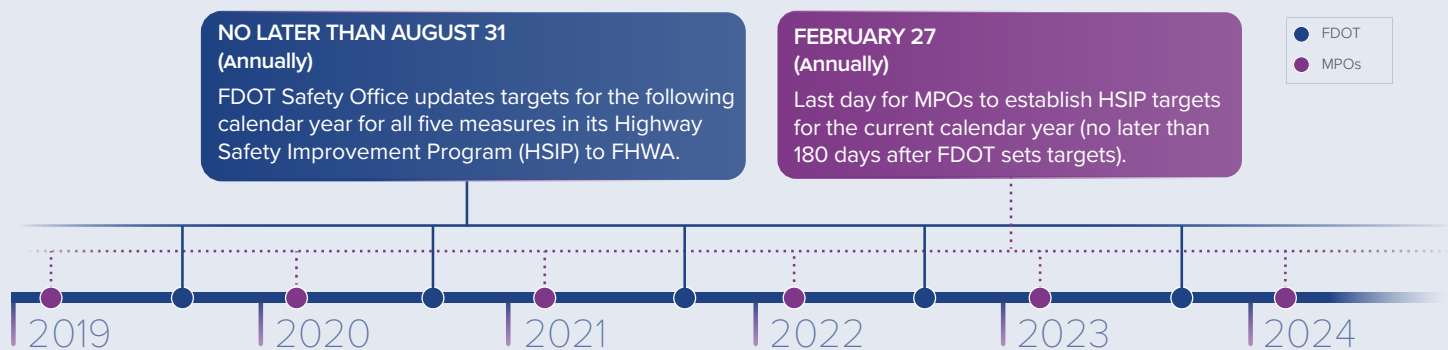 NO LATER THAN AUGUST 31
(Annually)
FDOT Safety Office updates targets for the following
calendar year for all five measures in its Highway
Safety Improvement Program (HSIP) to FHWA.
FEBRUARY 27
(Annually)
Last day for MPOs to establish HSIP targets
for the current calendar year (no later than
180 days after FDOT sets targets).
FDOT
MPOs
2019
2020
2021
2022
2023
2024